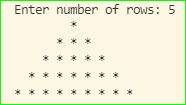 Enter number of rows: 5
        *
      * * *
    * * * * *
  * * * * * * *
* * * * * * * * *